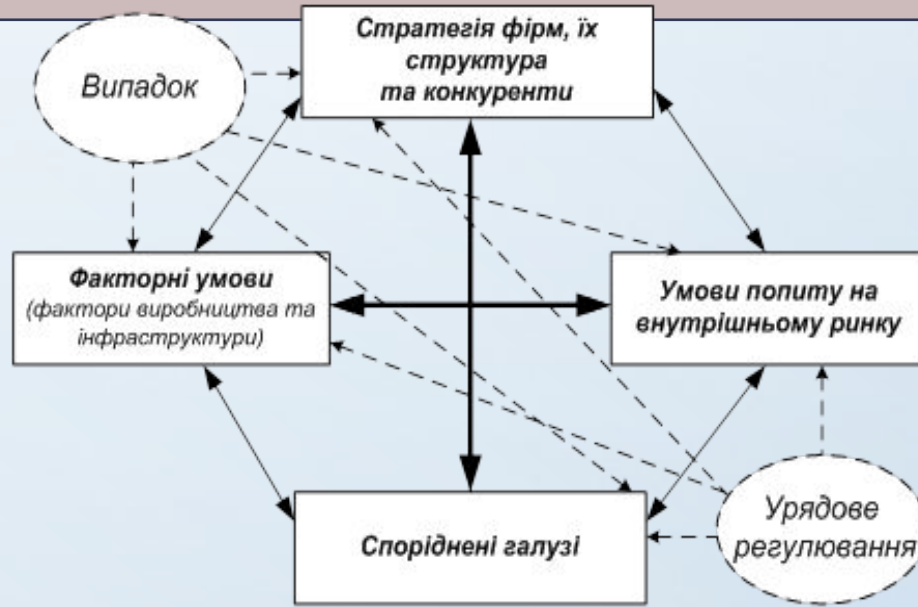 Стратегія фірм, їх
структура
та конкуренти
Випадок
Факторні умови
(фактори виробництва та
інфраструктури)
Умови попиту на
внутрішньому ринку
Споріднені галузі
Урядове
регулювання